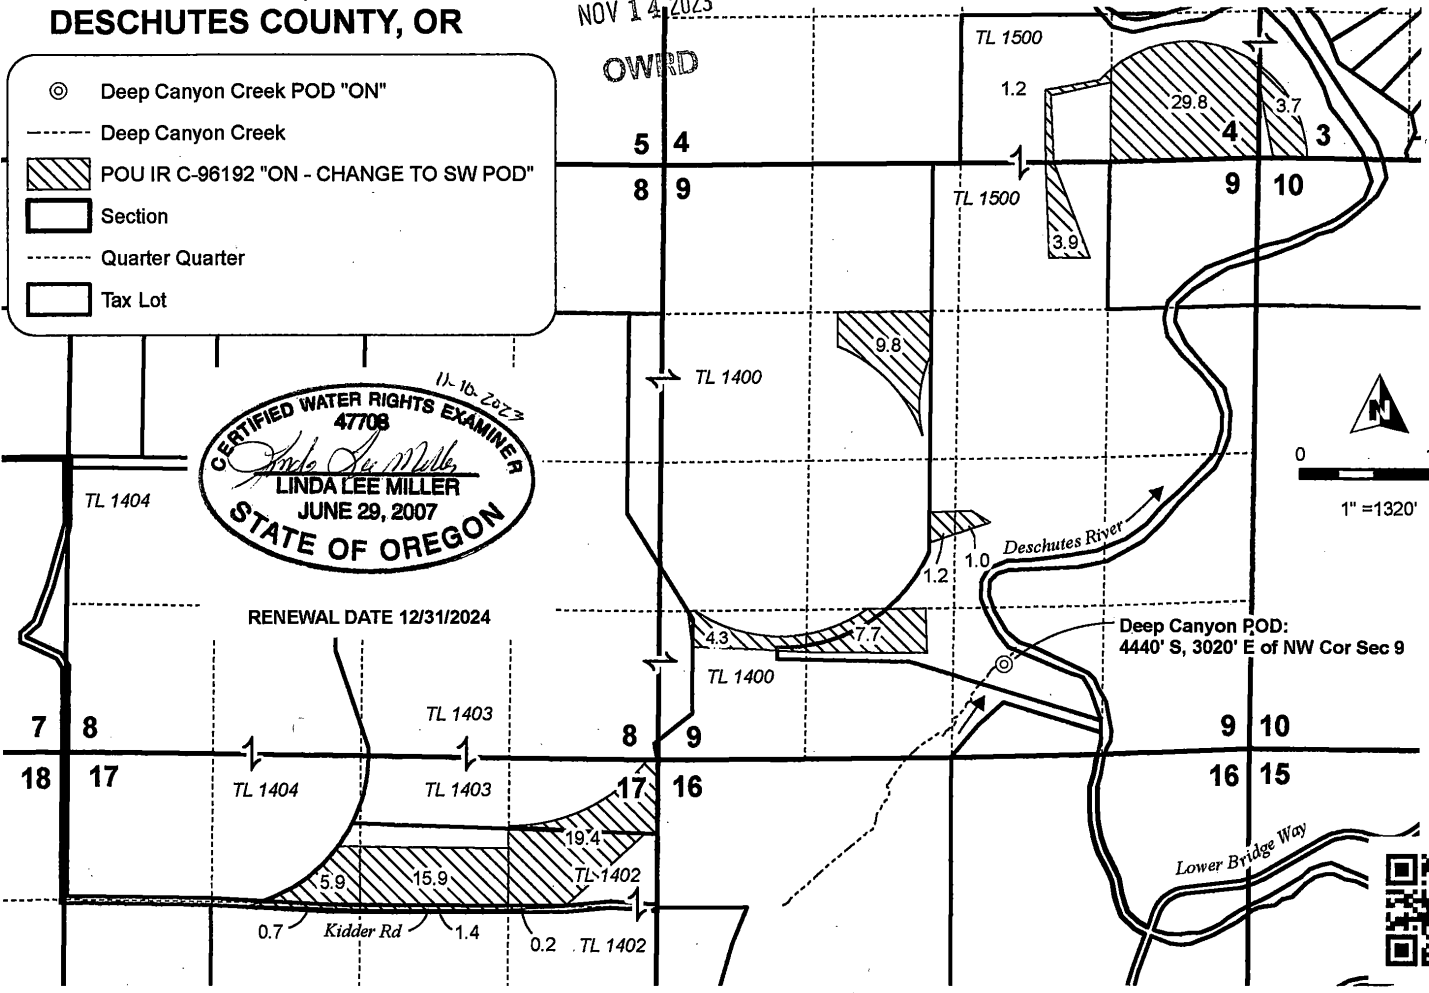 DESCHUTES COUNTY, OR
NOV 14 2023
OWRD
Deep Canyon Creek POD "ON"
Deep Canyon Creek
POU IR C-96192 "ON - CHANGE TO SW POD"
Section
Quarter Quarter
Tax Lot
TL 1500
1.2
29.8
3.7
5 4
4 3
8 9
9 10
TL 1500
3.9
9.8
TL 1400
11-10-2023
CERTIFIED WATER RIGHTS EXAMINER
47708
Linda Lee Miller
LINDA LEE MILLER
JUNE 29, 2007
STATE OF OREGON
N
0
1" =1320'
TL 1404
Deschutes River
1.2
1.0
RENEWAL DATE 12/31/2024
4.3
7.7
Deep Canyon POD:
4440' S, 3020' E of NW Cor Sec 9
TL 1400
TL 1403
7 8
8 9
9 10
18 17
17 16
16 15
TL 1404
TL 1403
19.4
Lower Bridge Way
5.9
15.9
TL 1402
0.7
Kidder Rd
1.4
0.2
TL 1402